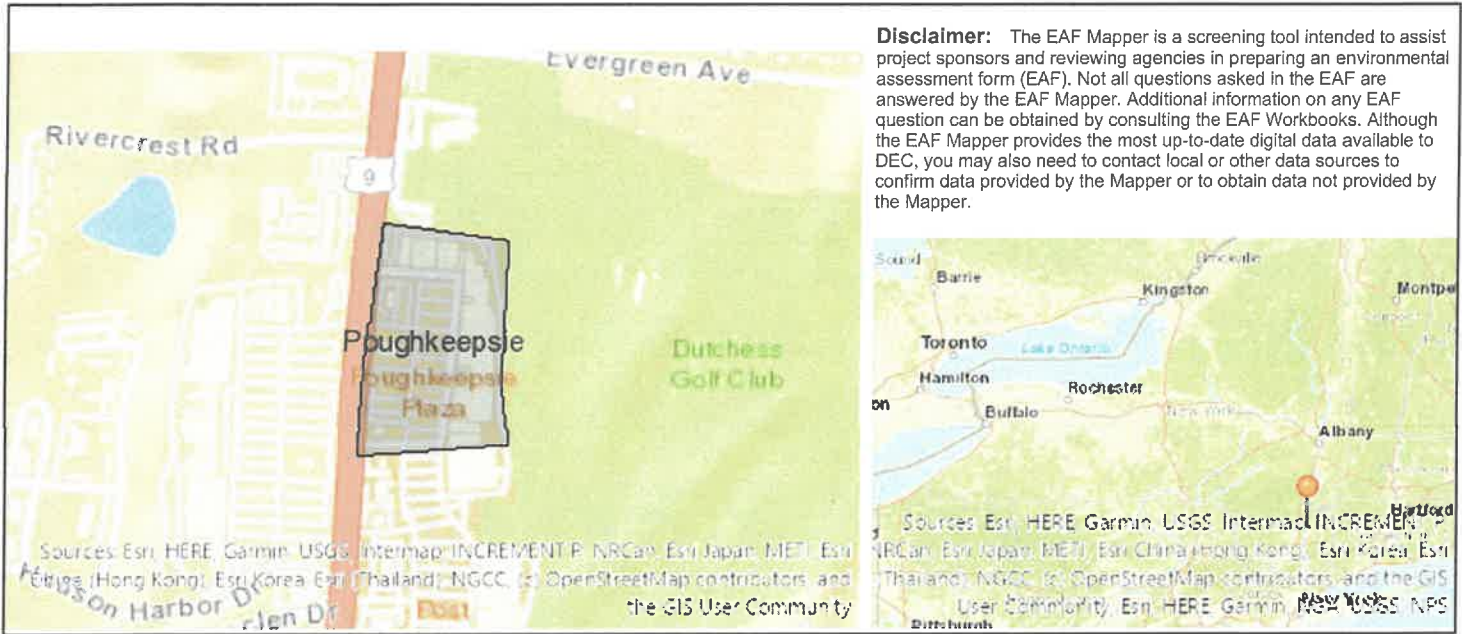 Disclaimer: The EAF Mapper is a screening tool intended to assist
project sponsors and reviewing agencies in preparing an environmental
assessment form (EAF). Not all questions asked in the EAF are
answered by the EAF Mapper. Additional information on any EAF
question can be obtained by consulting the EAF Workbooks. Although
the EAF Mapper provides the most up-to-date digital data available to
DEC, you may also need to contact local or other data sources to
confirm data provided by the Mapper or to obtain data not provided by
the Mapper.
Evergreen Ave
Rivercrest Rd
9
Poughkeepsie
Poughkeepsie
Plaza
Dutchess
Golf Club
Sources: Esri, HERE, Garmin, USGS, Intermap, INCREMENT P, NRCan, Esri Japan, METI, Esri
China (Hong Kong), Esri Korea, Esri (Thailand), NGCC, (c) OpenStreetMap contributors, and
the GIS User Community
Hudson Harbor Dr
Post
Sound
Barrie
Brockville
Kingston
Montpe
Toronto
Lake Ontario
Hamilton
Rochester
Buffalo
New York
Albany
Hartford
Sources: Esri, HERE, Garmin, USGS, Intermap, INCREMENT P,
NRCan, Esri Japan, METI, Esri China (Hong Kong), Esri Korea, Esri
(Thailand), NGCC, (c) OpenStreetMap contributors, and the GIS
User Community, Esri, HERE, Garmin, USGS, NPS
New York
Pittsburgh